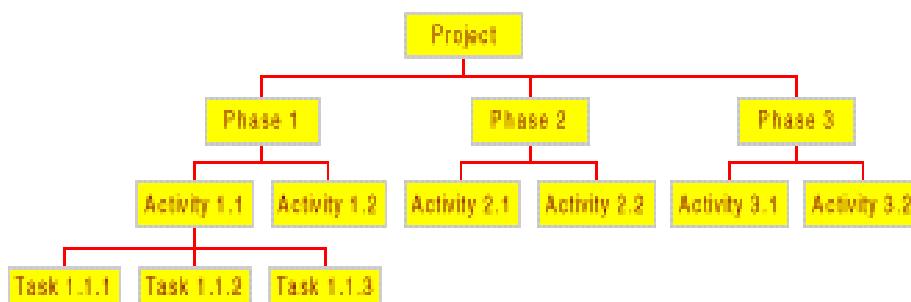 Project
Phase 1
Phase 2
Phase 3
Activity 1.1
Activity 1.2
Activity 2.1
Activity 2.2
Activity 3.1
Activity 3.2
Task 1.1.1
Task 1.1.2
Task 1.1.3